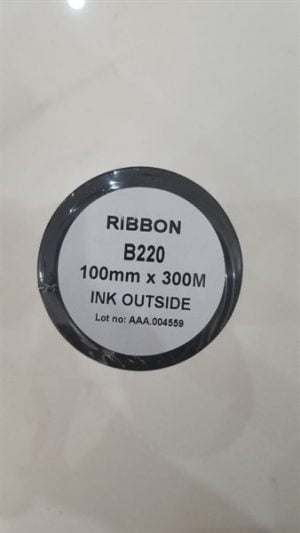 RIBBON
B220
100mm x 300M
INK OUTSIDE
Lot no: AAA.004559